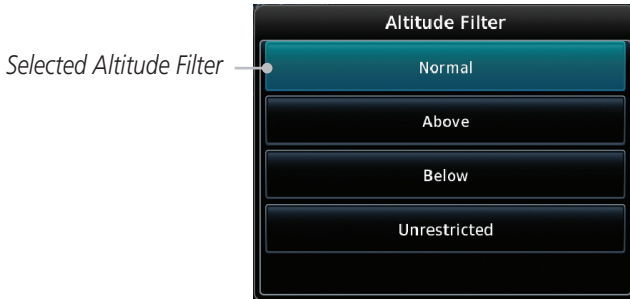 Altitude Filter
Selected Altitude Filter
Normal
Above
Below
Unrestricted